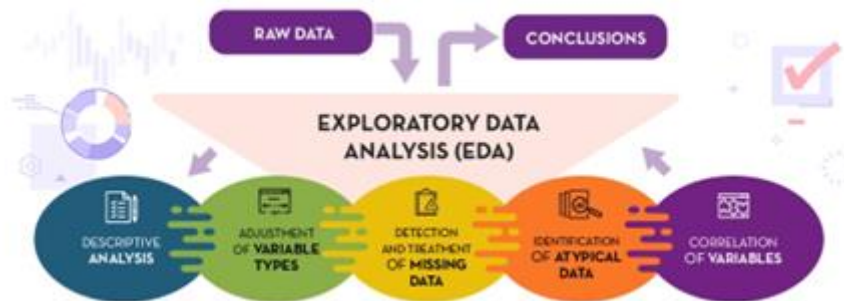 RAW DATA
CONCLUSIONS
EXPLORATORY DATA
ANALYSIS (EDA)
DESCRIPTIVE
ANALYSIS
ADJUSTMENT
OF VARIABLE
TYPES
DETECTION
AND TREATMENT
OF MISSING
DATA
IDENTIFICATION
OF ATYPICAL
DATA
CORRELATION
OF VARIABLES